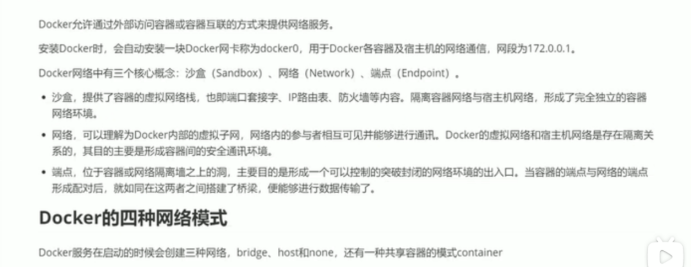 Docker允许通过外部访问容器或容器互联的方式来提供网络服务。
安装Docker时，会自动安装一块Docker网卡称为docker0，用于Docker各容器及宿主机的网络通信，网段为172.0.0.1。
Docker网络中有三个核心概念：沙盒（Sandbox）、网络（Network）、端点（Endpoint）。
• 沙盒，提供了容器的虚拟网络栈，也即端口套接字、IP路由表、防火墙等内容。隔离容器网络与宿主机网络，形成了完全独立的容器
网络环境。
• 网络，可以理解为Docker内部的虚拟子网，网络内的参与者相互可见并能够进行通讯。Docker的虚拟网络和宿主机网络是存在隔离关
系的，其目的主要是形成容器间的安全通讯环境。
• 端点，位于容器或网络隔离墙之上的洞，主要目的是形成一个可以控制的突破封闭的网络环境的出入口。当容器的端点与网络的端点
形成配对后，就如同在这两者之间搭建了桥梁，便能够进行数据传输了。
Docker的四种网络模式
Docker服务在启动的时候会创建三种网络，bridge、host和none，还有一种共享容器的模式container